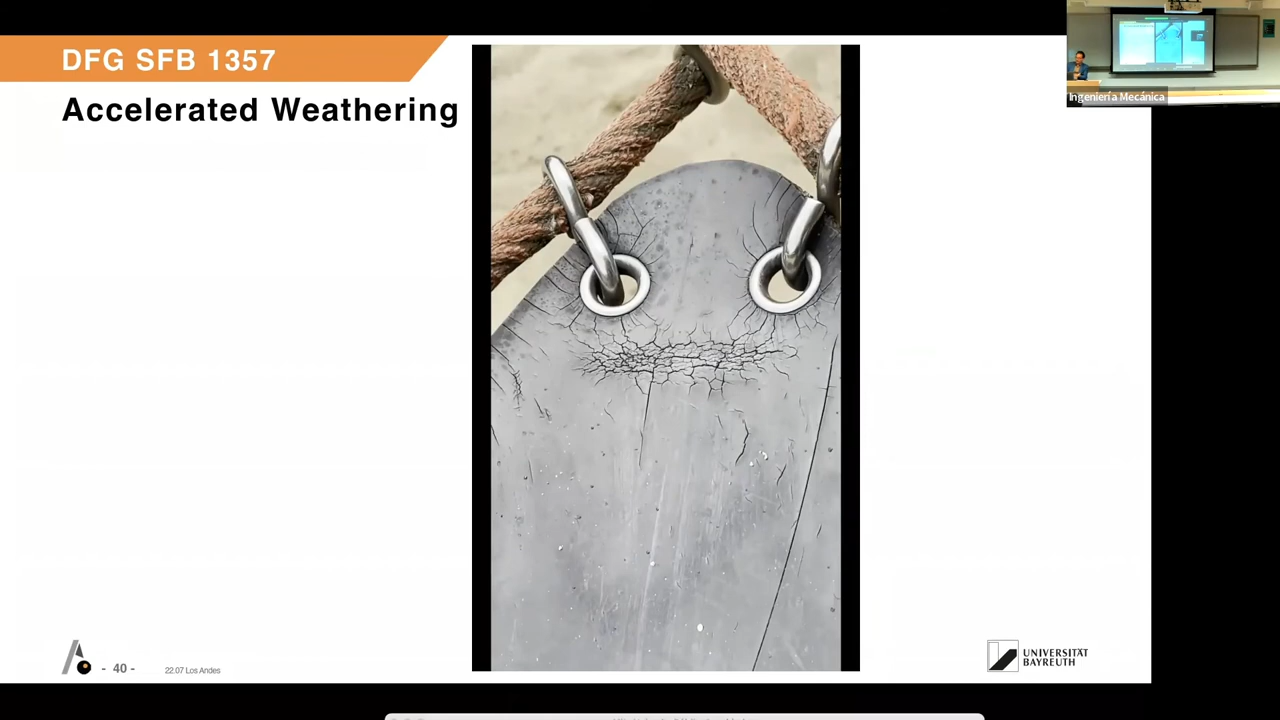 DFG SFB 1357
Accelerated Weathering
Ingeniería Mecánica
- 40 -
22.07 Los Andes
UNIVERSITÄT
BAYREUTH